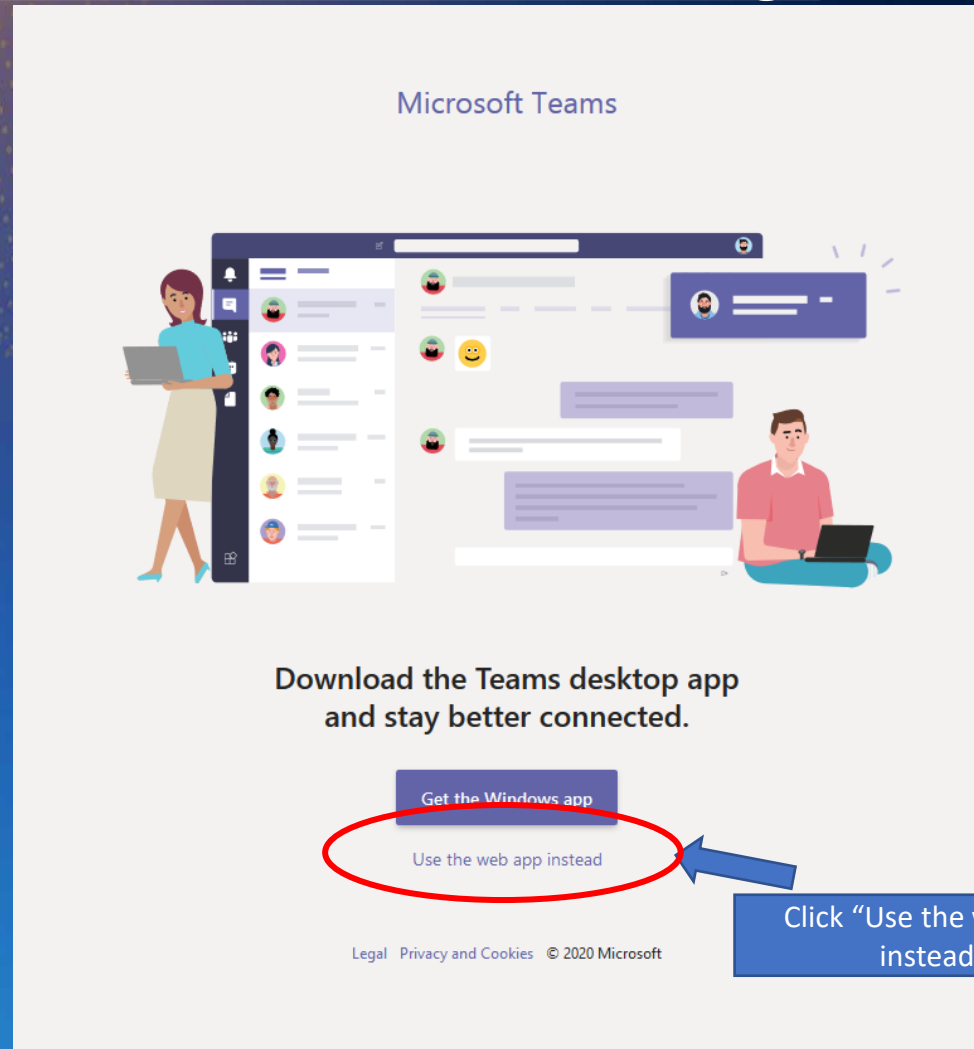 Microsoft Teams
Download the Teams desktop app
and stay better connected.
Get the Windows app
Use the web app instead
Click “Use the
instead
Legal Privacy and Cookies © 2020 Microsoft